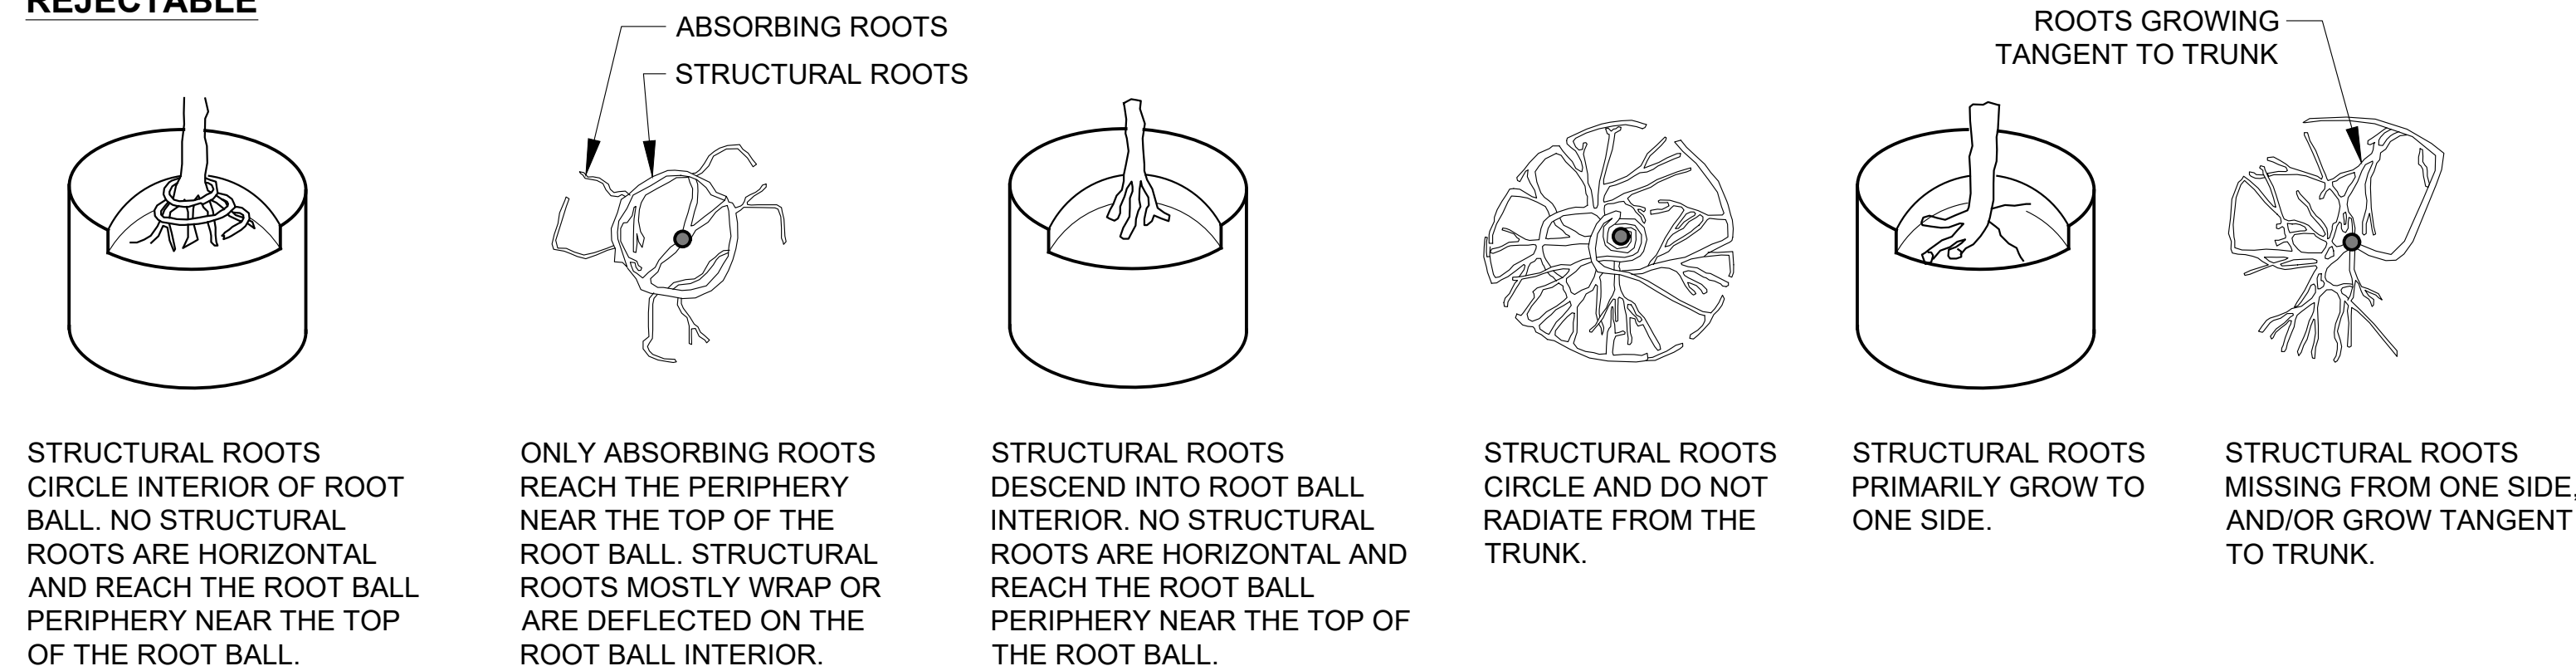 REJECTABLE
ABSORBING ROOTS
STRUCTURAL ROOTS
ROOTS GROWING
TANGENT TO TRUNK
STRUCTURAL ROOTS
CIRCLE INTERIOR OF ROOT
BALL. NO STRUCTURAL
ROOTS ARE HORIZONTAL
AND REACH THE ROOT BALL
PERIPHERY NEAR THE TOP
OF THE ROOT BALL.
ONLY ABSORBING ROOTS
REACH THE PERIPHERY
NEAR THE TOP OF THE
ROOT BALL. STRUCTURAL
ROOTS MOSTLY WRAP OR
ARE DEFLECTED ON THE
ROOT BALL INTERIOR.
STRUCTURAL ROOTS
DESCEND INTO ROOT BALL
INTERIOR. NO STRUCTURAL
ROOTS ARE HORIZONTAL AND
REACH THE ROOT BALL
PERIPHERY NEAR THE TOP OF
THE ROOT BALL.
STRUCTURAL ROOTS
CIRCLE AND DO NOT
RADIATE FROM THE
TRUNK.
STRUCTURAL ROOTS
PRIMARILY GROW TO
ONE SIDE.
STRUCTURAL ROOTS
MISSING FROM ONE SIDE,
AND/OR GROW TANGENT
TO TRUNK.